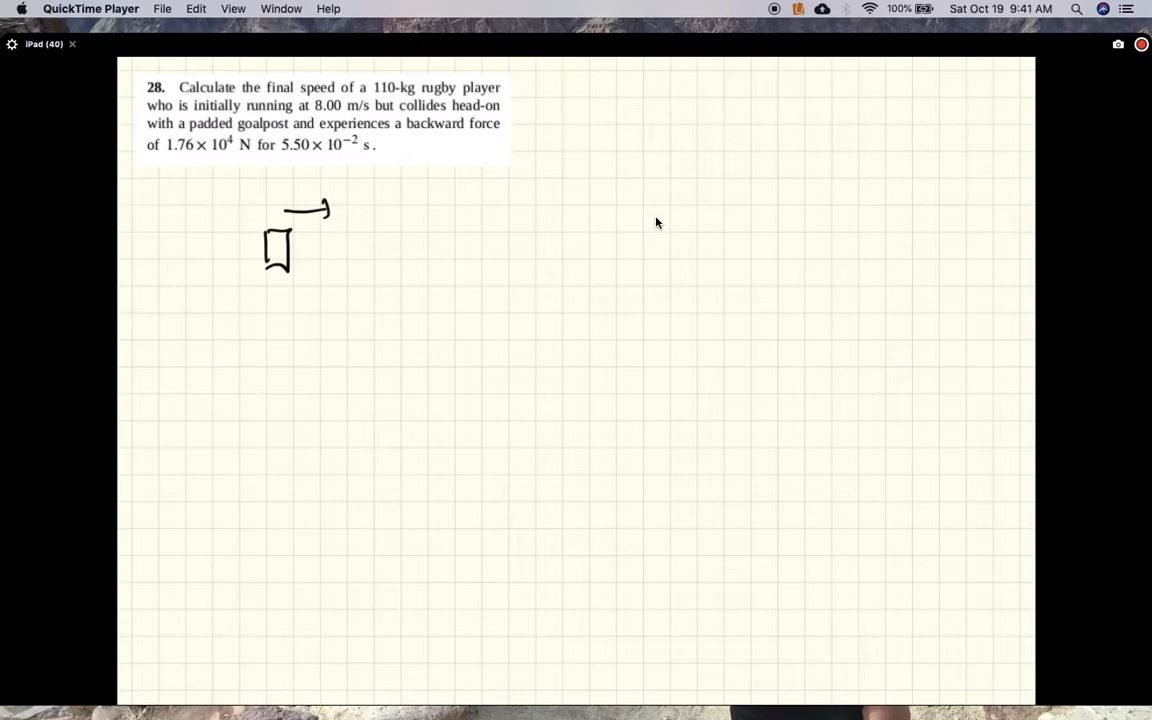 QuickTime Player File Edit View Window Help 100% Sat Oct 19 9:41 AM
iPad (40)
28. Calculate the final speed of a 110-kg rugby player
who is initially running at 8.00 m/s but collides head-on
with a padded goalpost and experiences a backward force
of 1.76 × 10⁴ N for 5.50 × 10⁻² s.